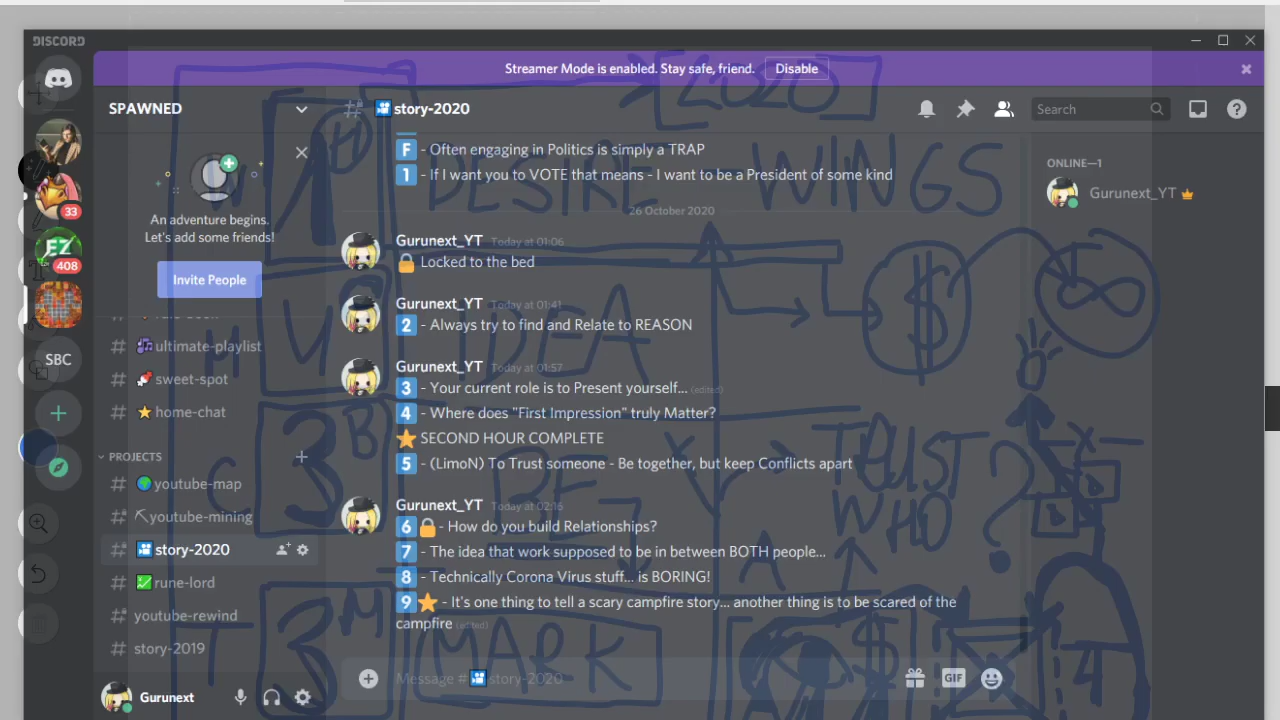 DISCORD
Streamer Mode is enabled. Stay safe, friend. Disable
SPAWNED
story-2020
Search
2020
F - Often engaging in Politics is simply a TRAP
1 - If I want you to VOTE that means - I want to be a President of some kind
ONLINE—1
Gurunext_YT
DESIRE WINGS
An adventure begins.
Let's add some friends!
Invite People
33
EZ
408
SBC
26 October 2020
Gurunext_YT Today at 01:06
Locked to the bed
Gurunext_YT Today at 01:41
2 - Always try to find and Relate to REASON
IDEA
$
Gurunext_YT Today at 01:57
3 - Your current role is to Present yourself... (edited)
4 - Where does "First Impression" truly Matter?
SECOND HOUR COMPLETE
5 - (LimoN) To Trust someone - Be together, but keep Conflicts apart
Gurunext_YT Today at 02:16
6 - How do you build Relationships?
7 - The idea that work supposed to be in between BOTH people...
8 - Technically Corona Virus stuff... is BORING!
9 - It's one thing to tell a scary campfire story... another thing is to be scared of the
campfire (edited)
ultimate-playlist
sweet-spot
home-chat
PROJECTS
youtube-map
youtube-mining
story-2020
rune-lord
youtube-rewind
story-2019
3 B
BE
TRUST
WHO ?
T 3 M MARK $ 4
Gurunext
Message # story-2020
GIF